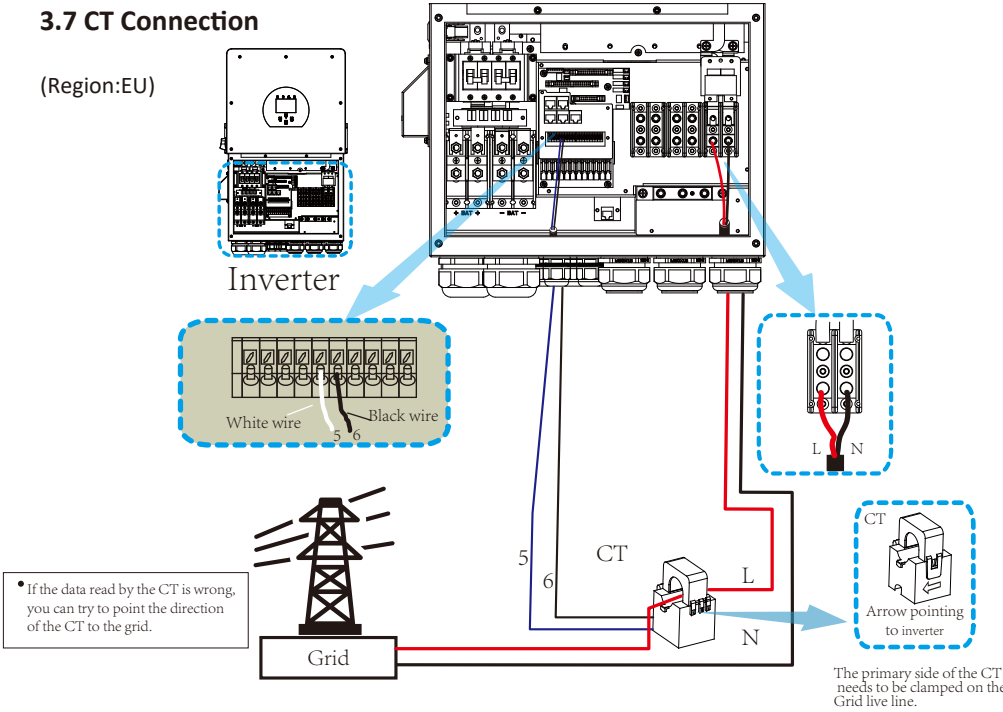 3.7 CT Connection
(Region:EU)
+ BAT +
- BAT -
Inverter
White wire
Black wire
5 6
L N
5
6
CT
L
N
CT
Arrow pointing
to inverter
• If the data read by the CT is wrong,
you can try to point the direction
of the CT to the grid.
Grid
The primary side of the CT
needs to be clamped on the
Grid live line.